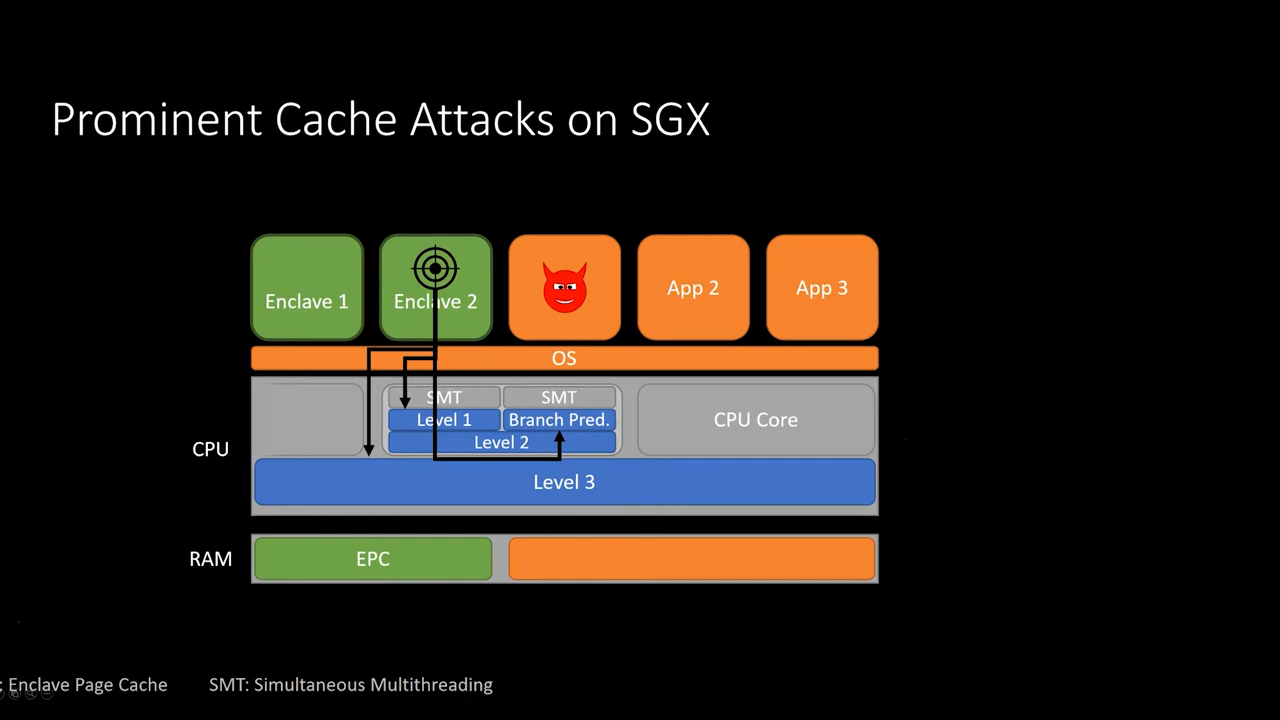 Prominent Cache Attacks on SGX
Enclave 1
Enclave 2
App 2
App 3
OS
SMT
SMT
Level 1
Branch Pred.
CPU Core
Level 2
CPU
Level 3
RAM
EPC
: Enclave Page Cache
SMT: Simultaneous Multithreading